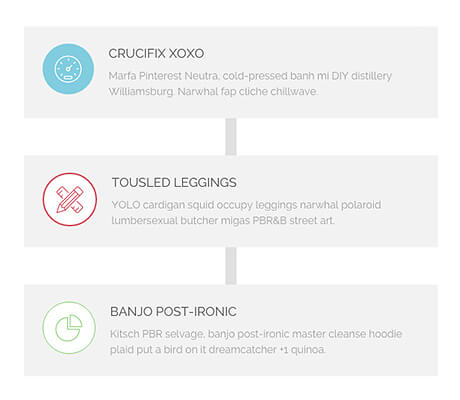 CRUCIFIX XOXO
Marfa Pinterest Neutra, cold-pressed banh mi DIY distillery
Williamsburg. Narwhal fap cliche chillwave.
TOUSLED LEGGINGS
YOLO cardigan squid occupy leggings narwhal polaroid
lumbersexual butcher migas PBR&B street art.
BANJO POST-IRONIC
Kitsch PBR selvage, banjo post-ironic master cleanse hoodie
plaid put a bird on it dreamcatcher +1 quinoa.